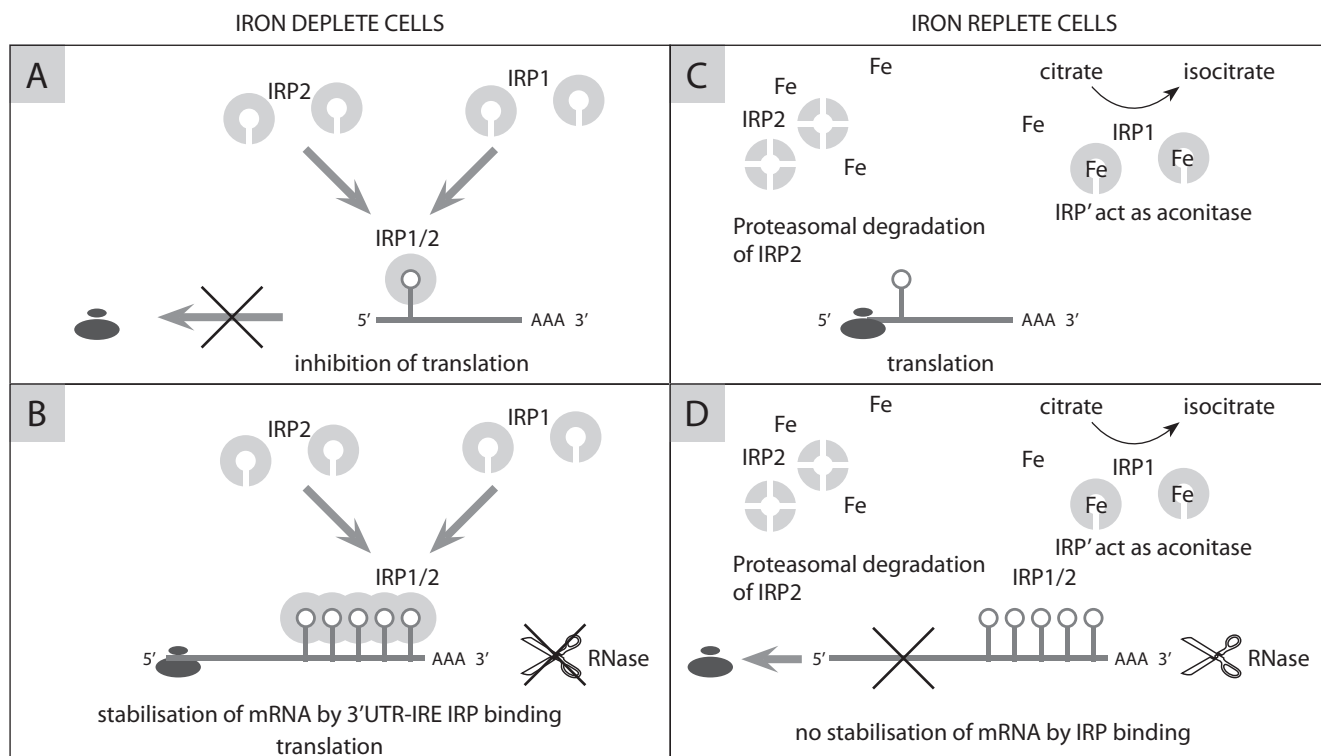 IRON DEPLETE CELLS
IRON REPLETE CELLS
A
IRP2
IRP1
IRP1/2
5′
AAA 3′
inhibition of translation
C
Fe
Fe
IRP2
Fe
citrate
isocitrate
Fe
IRP1
Fe
Fe
IRP' act as aconitase
Proteasomal degradation
of IRP2
5′
AAA 3′
translation
B
IRP2
IRP1
IRP1/2
5′
AAA 3′
RNase
stabilisation of mRNA by 3′UTR-IRE IRP binding
translation
D
Fe
Fe
IRP2
Fe
citrate
isocitrate
Fe
IRP1
Fe
Fe
IRP' act as aconitase
Proteasomal degradation
of IRP2
IRP1/2
5′
AAA 3′
RNase
no stabilisation of mRNA by IRP binding